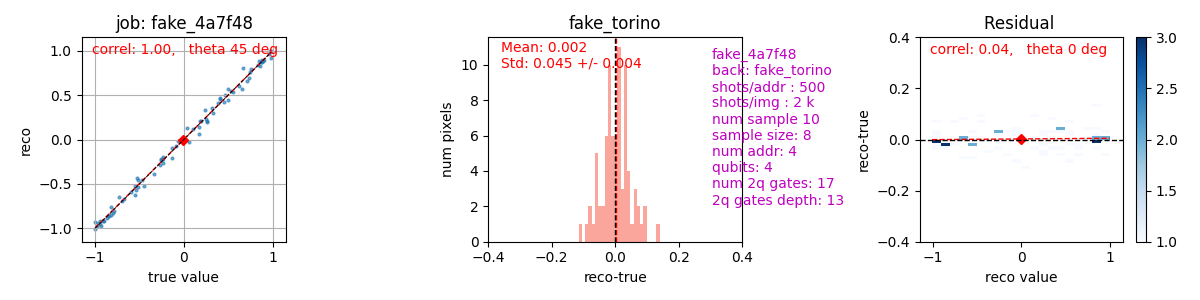 job: fake_4a7f48
correl: 1.00,   theta 45 deg
1.0
0.5
0.0
−0.5
−1.0
reco
−1
0
1
true value
fake_torino
Mean: 0.002
Std: 0.045 +/- 0.004
10
8
6
4
2
0
num pixels
−0.4
−0.2
0.0
0.2
0.4
reco-true
fake_4a7f48
back: fake_torino
shots/addr : 500
shots/img : 2 k
num sample 10
sample size: 8
num addr: 4
qubits: 4
num 2q gates: 17
2q gates depth: 13
Residual
correl: 0.04,   theta 0 deg
0.4
0.2
0.0
−0.2
−0.4
reco-true
−1
0
1
reco value
3.0
2.5
2.0
1.5
1.0